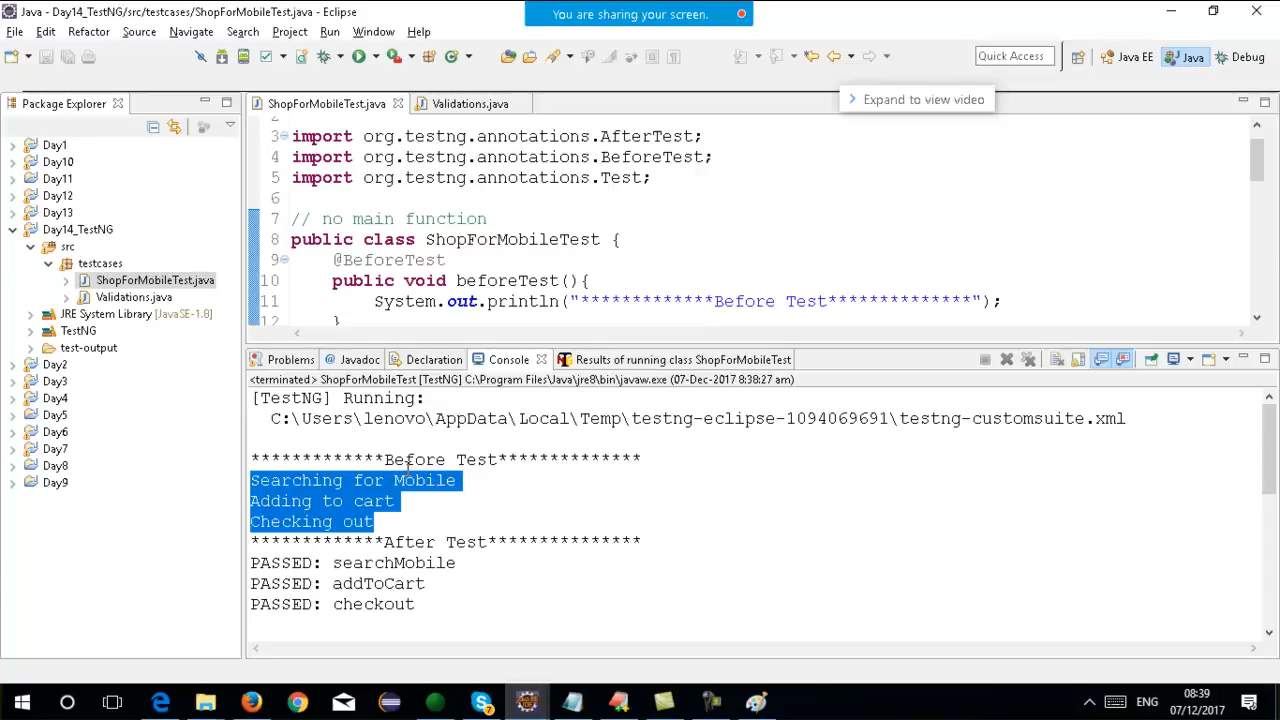 Java - Day14_TestNG/src/testcases/ShopForMobileTest.java - Eclipse
You are sharing your screen.
File Edit Refactor Source Navigate Search Project Run Window Help
Quick Access
Java EE
Java
Debug
Expand to view video
Package Explorer
ShopForMobileTest.java
Validations.java
Day1
Day10
Day11
Day12
Day13
Day14_TestNG
src
testcases
ShopForMobileTest.java
Validations.java
JRE System Library [JavaSE-1.8]
TestNG
test-output
Day2
Day3
Day4
Day5
Day6
Day7
Day8
Day9
2
3 import org.testng.annotations.AfterTest;
4 import org.testng.annotations.BeforeTest;
5 import org.testng.annotations.Test;
6
7 // no main function
8 public class ShopForMobileTest {
9 @BeforeTest
10 public void beforeTest(){
11 System.out.println("*************Before Test**************");
12 }
Problems Javadoc Declaration Console Results of running class ShopForMobileTest
<terminated> ShopForMobileTest [TestNG] C:\Program Files\Java\jre8\bin\javaw.exe (07-Dec-2017 8:38:27 am)
[TestNG] Running:
C:\Users\lenovo\AppData\Local\Temp\testng-eclipse-1094069691\testng-customsuite.xml
*************Before Test**************
Searching for Mobile
Adding to cart
Checking out
*************After Test***************
PASSED: searchMobile
PASSED: addToCart
PASSED: checkout
ENG
08:39
07/12/2017